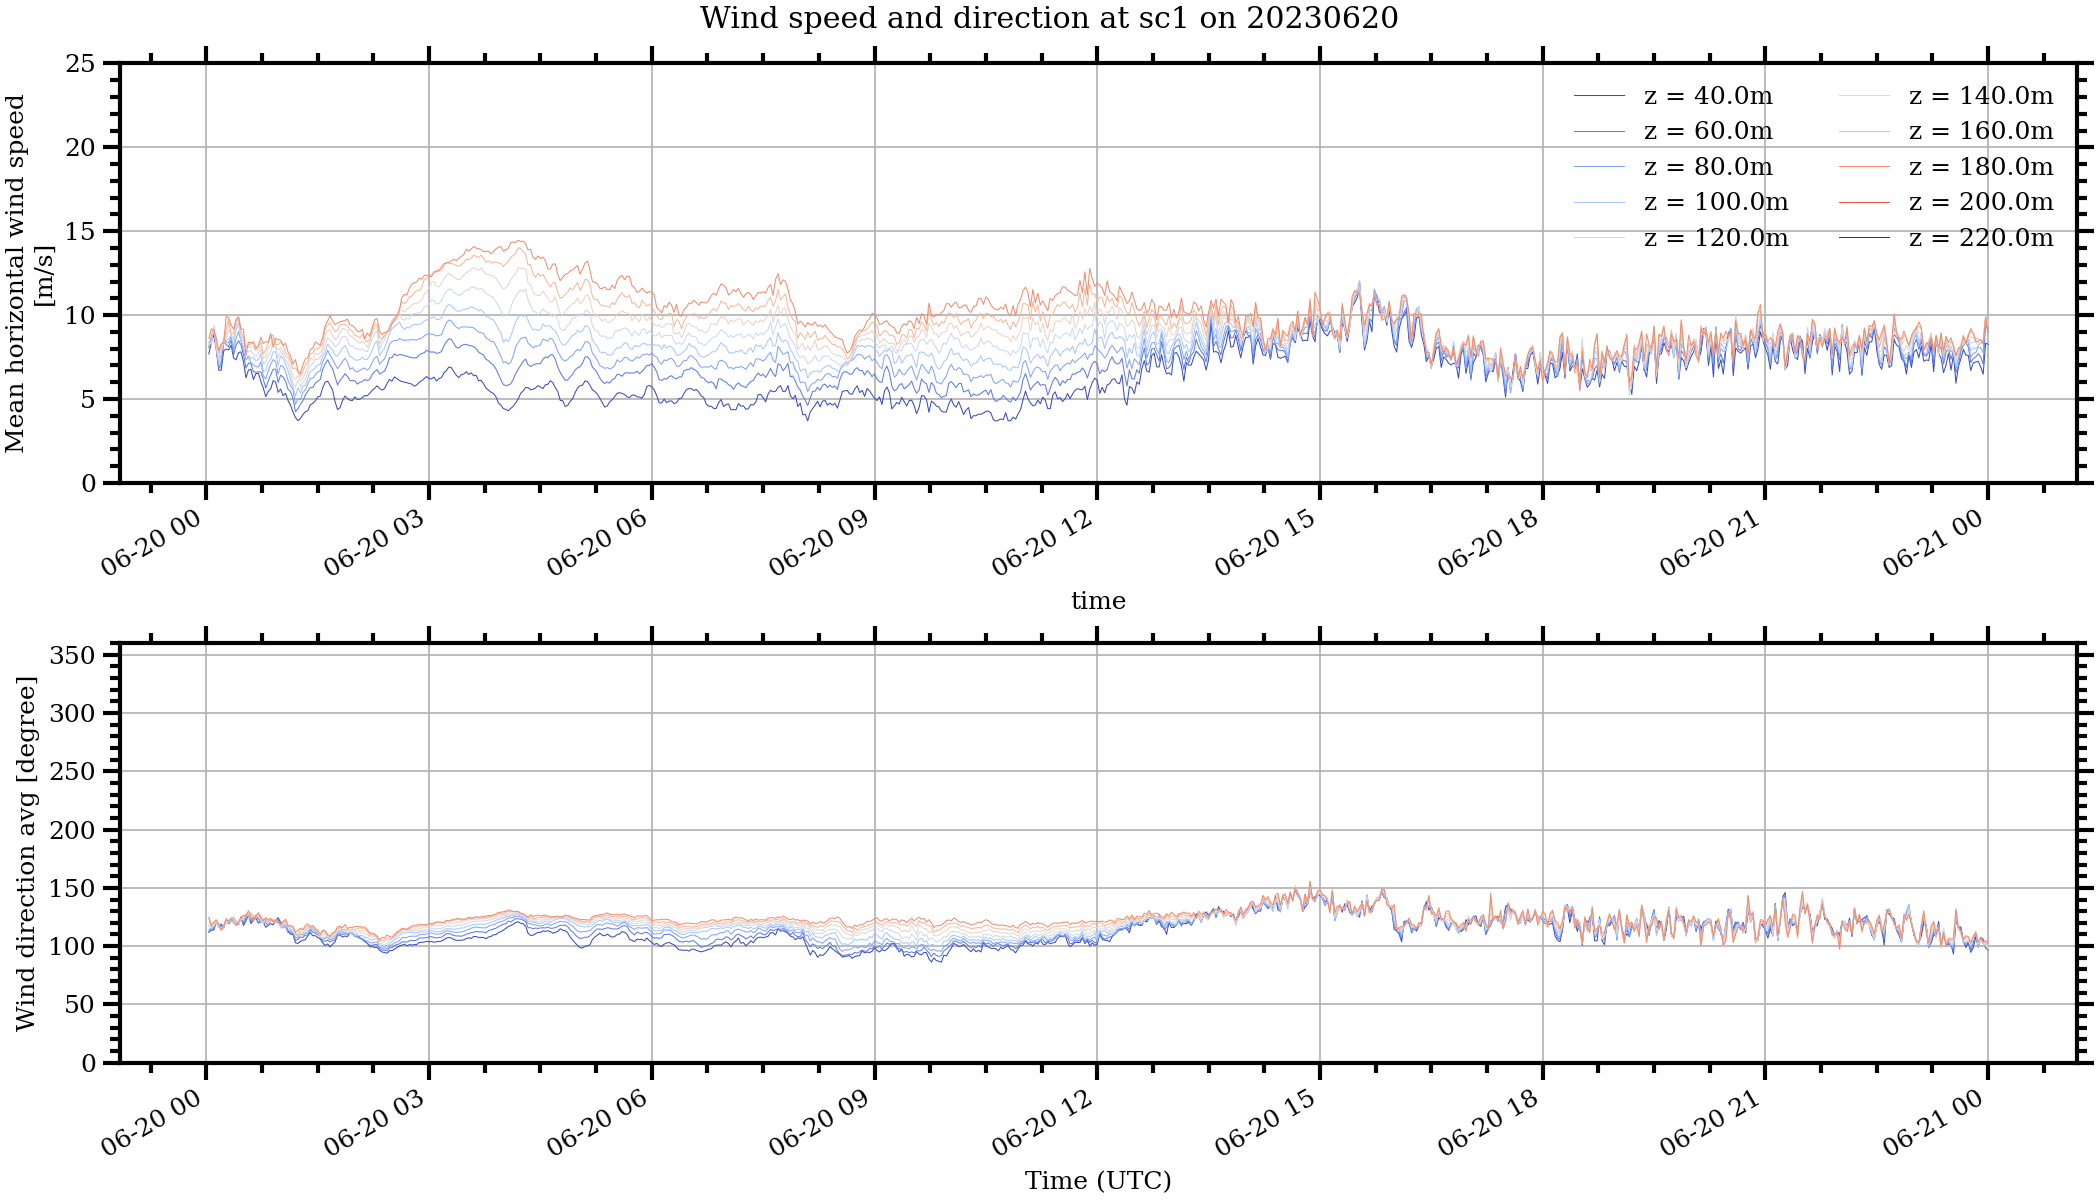 Wind speed and direction at sc1 on 20230620
Mean horizontal wind speed
[m/s]
25
20
15
10
5
0
z = 40.0m
z = 60.0m
z = 80.0m
z = 100.0m
z = 120.0m
z = 140.0m
z = 160.0m
z = 180.0m
z = 200.0m
z = 220.0m
06-20 00
06-20 03
06-20 06
06-20 09
06-20 12
06-20 15
06-20 18
06-20 21
06-21 00
time
Wind direction avg [degree]
350
300
250
200
150
100
50
0
06-20 00
06-20 03
06-20 06
06-20 09
06-20 12
06-20 15
06-20 18
06-20 21
06-21 00
Time (UTC)